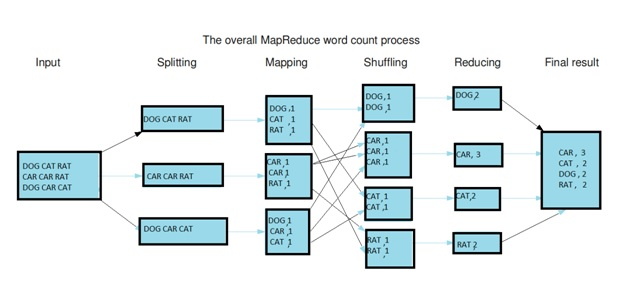 The overall MapReduce word count process
Input
Splitting
Mapping
Shuffling
Reducing
Final result
DOG CAT RAT
CAR CAR RAT
DOG CAR CAT
DOG CAT RAT
CAR CAR RAT
DOG CAR CAT
DOG ,1
CAT ,1
RAT ,1
CAR ,1
CAR ,1
RAT ,1
DOG ,1
CAR ,1
CAT ,1
DOG ,1
DOG ,1
CAR ,1
CAR ,1
CAR ,1
CAT ,1
CAT ,1
RAT ,1
RAT ,1
DOG ,2
CAR, 3
CAT,2
RAT, 2
CAR , 3
CAT , 2
DOG, 2
RAT, 2